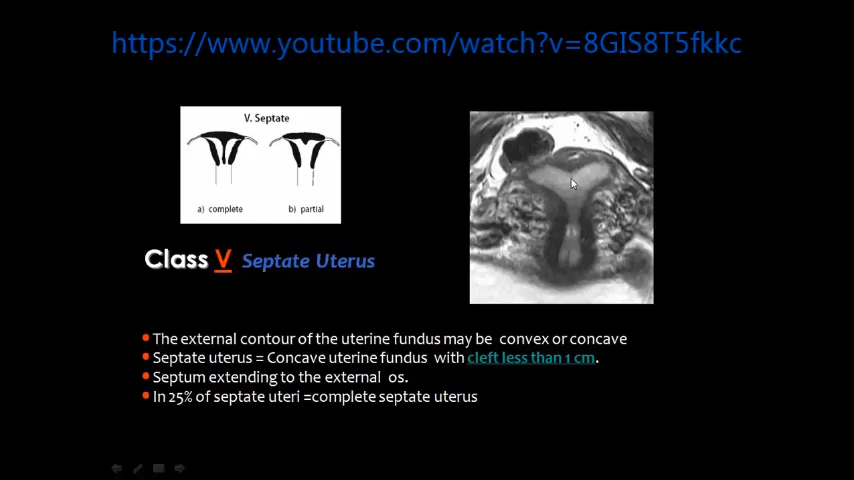 https://www.youtube.com/watch?v=8GIS8T5fkkc
V. Septate
a) complete
b) partial
Class V Septate Uterus
The external contour of the uterine fundus may be convex or concave
Septate uterus = Concave uterine fundus with cleft less than 1 cm.
Septum extending to the external os.
In 25% of septate uteri =complete septate uterus